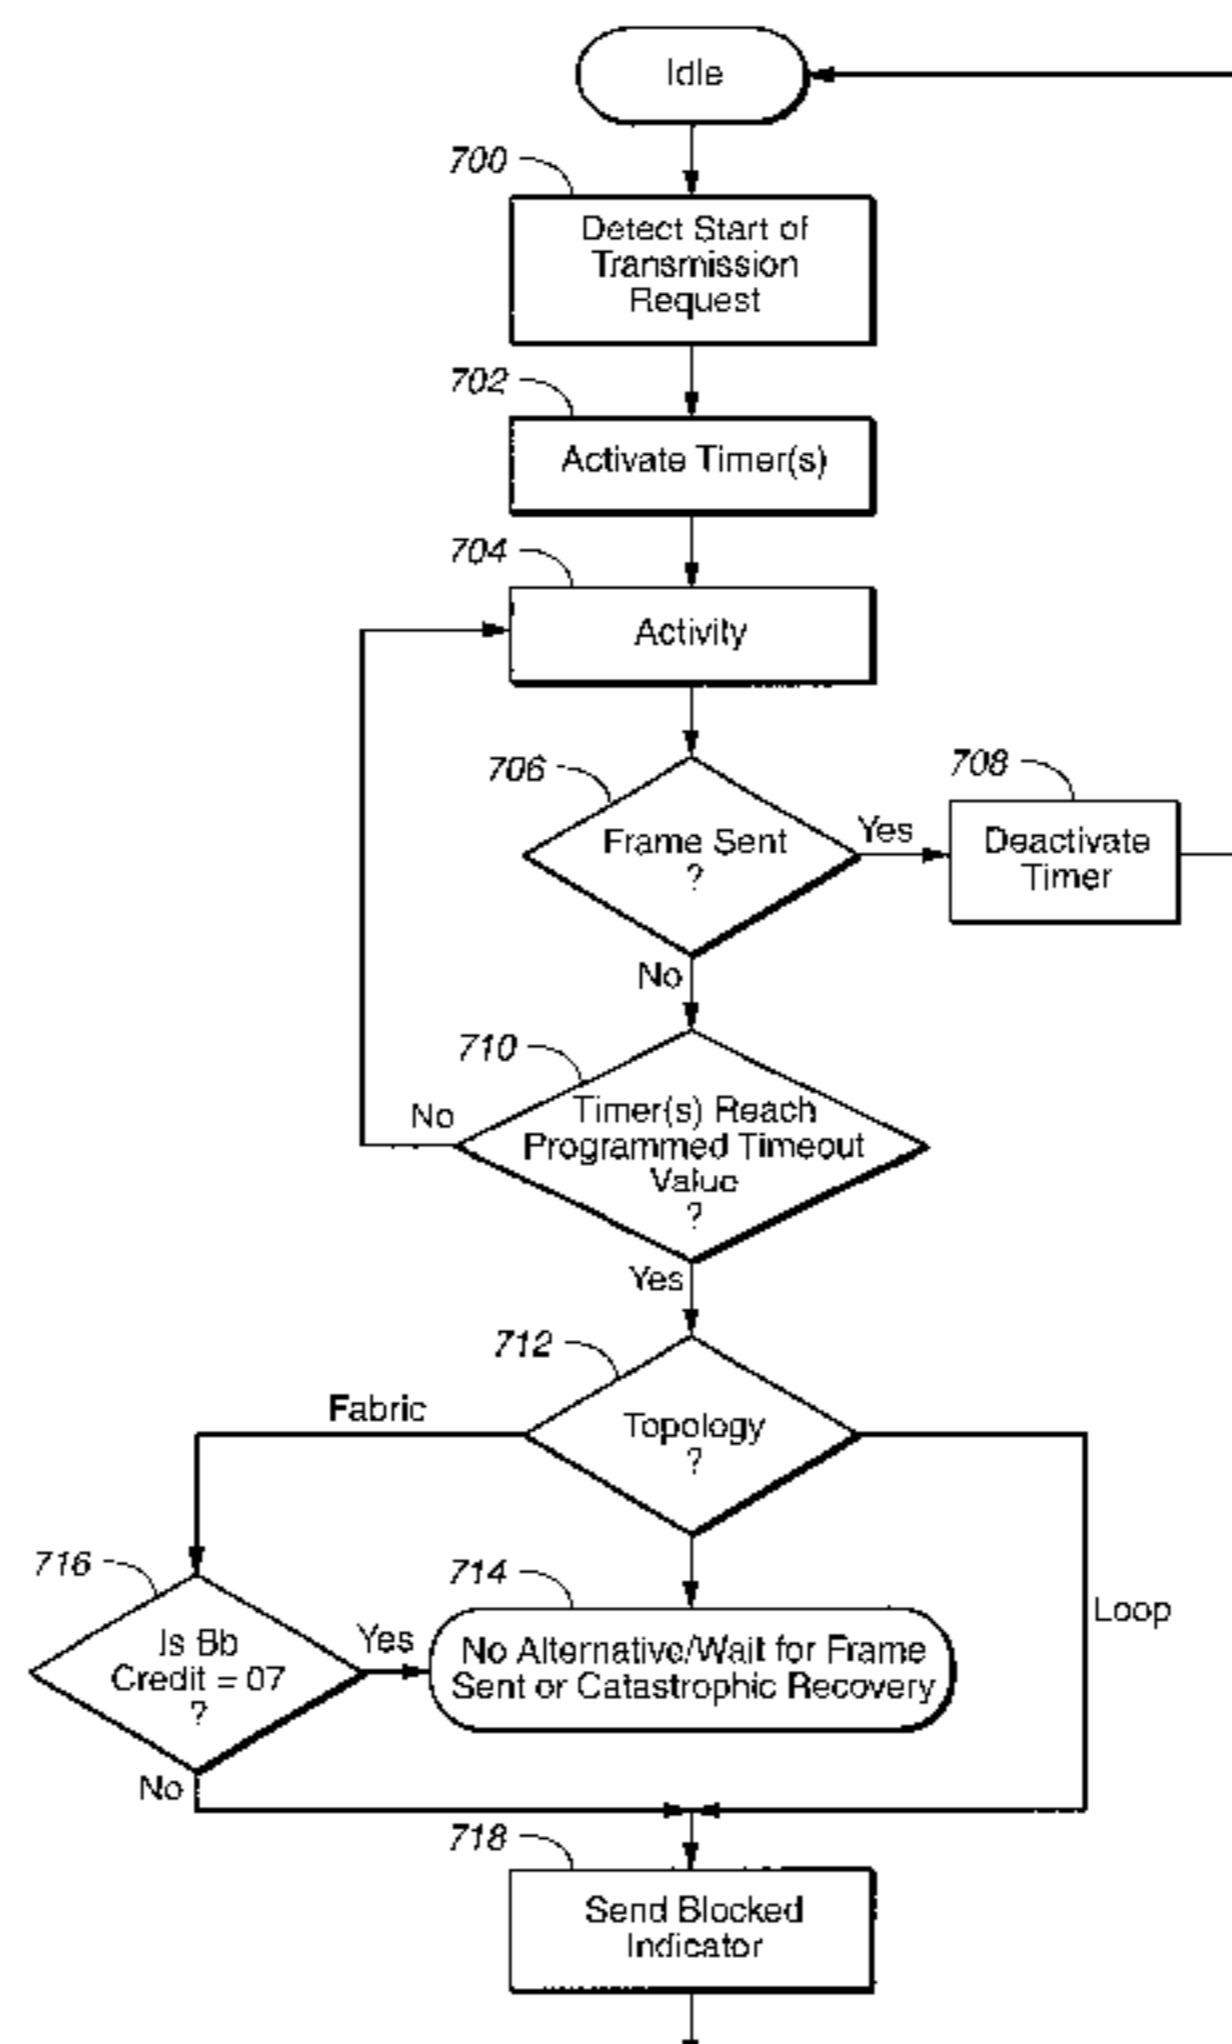 Idle
700
Detect Start of
Transmission
Request
702
Activate Timer(s)
704
Activity
706
Frame Sent
?
Yes
708
Deactivate
Timer
No
710
Timer(s) Reach
Programmed Timeout
Value
?
No
Yes
712
Fabric
Topology
?
716
Is Bb
Credit = 07
?
Yes
714
No Alternative/Wait for Frame
Sent or Catastrophic Recovery
Loop
No
718
Send Blocked
Indicator